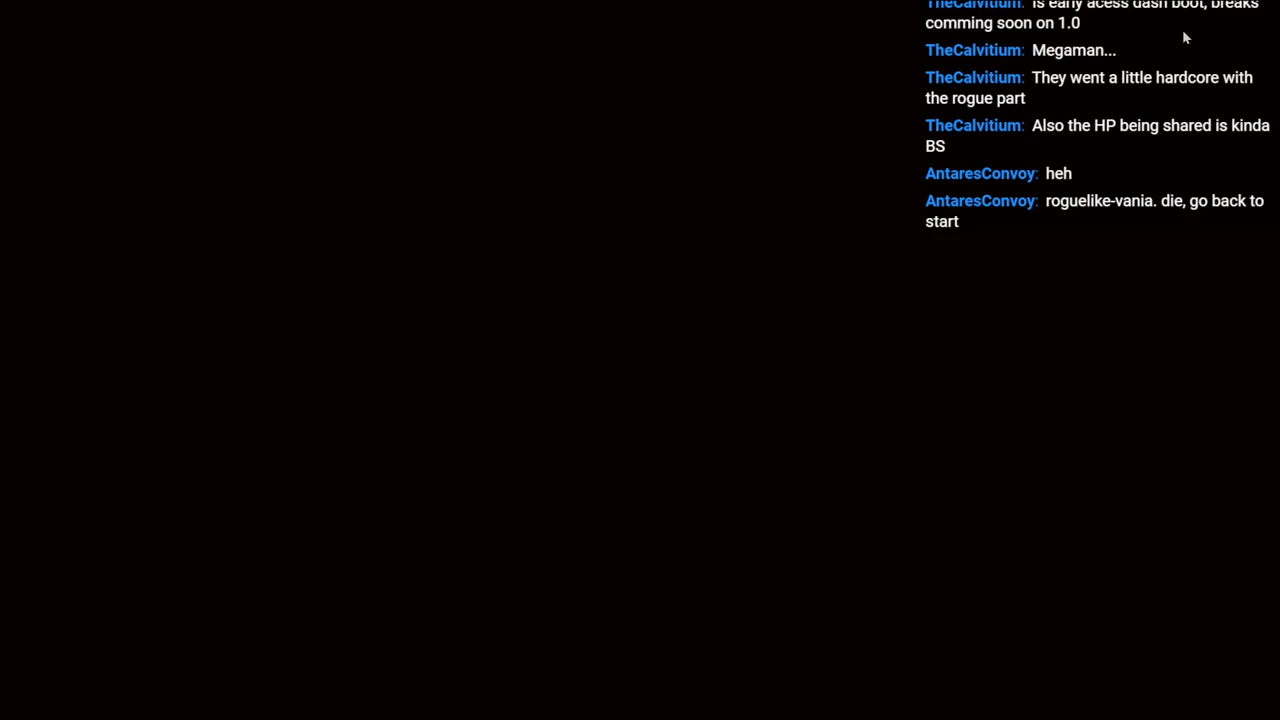 TheCalvitium: Is early acess dash boot, breaks
comming soon on 1.0
TheCalvitium: Megaman...
TheCalvitium: They went a little hardcore with
the rogue part
TheCalvitium: Also the HP being shared is kinda
BS
AntaresConvoy: heh
AntaresConvoy: roguelike-vania. die, go back to
start